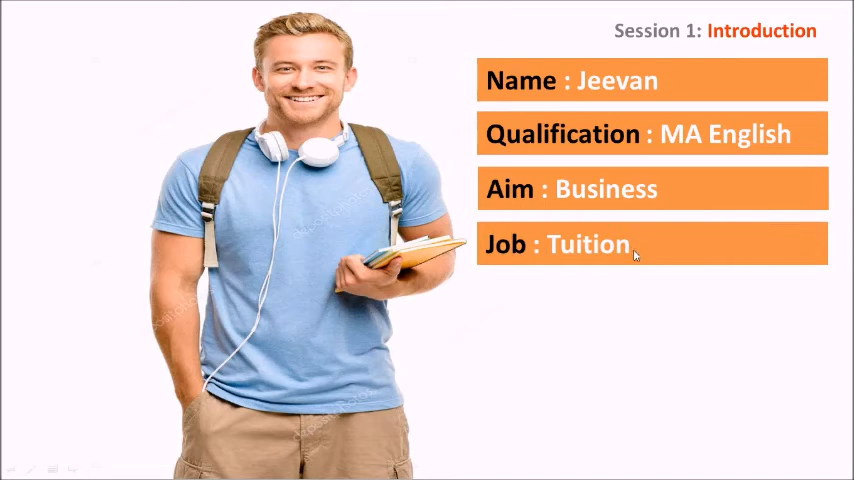 Session 1: Introduction
Name : Jeevan
Qualification : MA English
Aim : Business
Job : Tuition